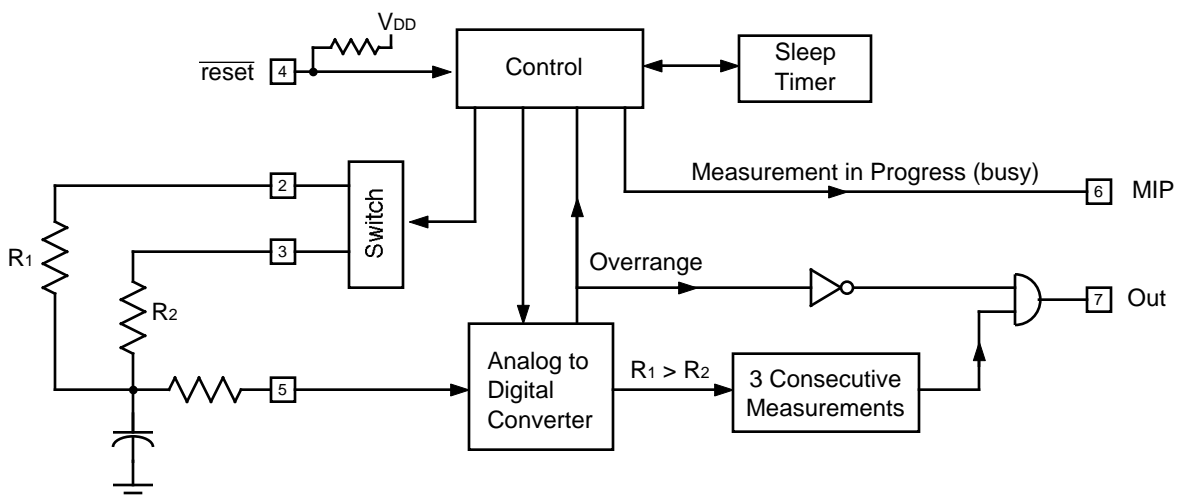 VDD
reset
4
Control
Sleep
Timer
2
Switch
Measurement in Progress (busy)
6
MIP
R1
3
R2
Overrange
7
Out
5
Analog to
Digital
Converter
R1 > R2
3 Consecutive
Measurements